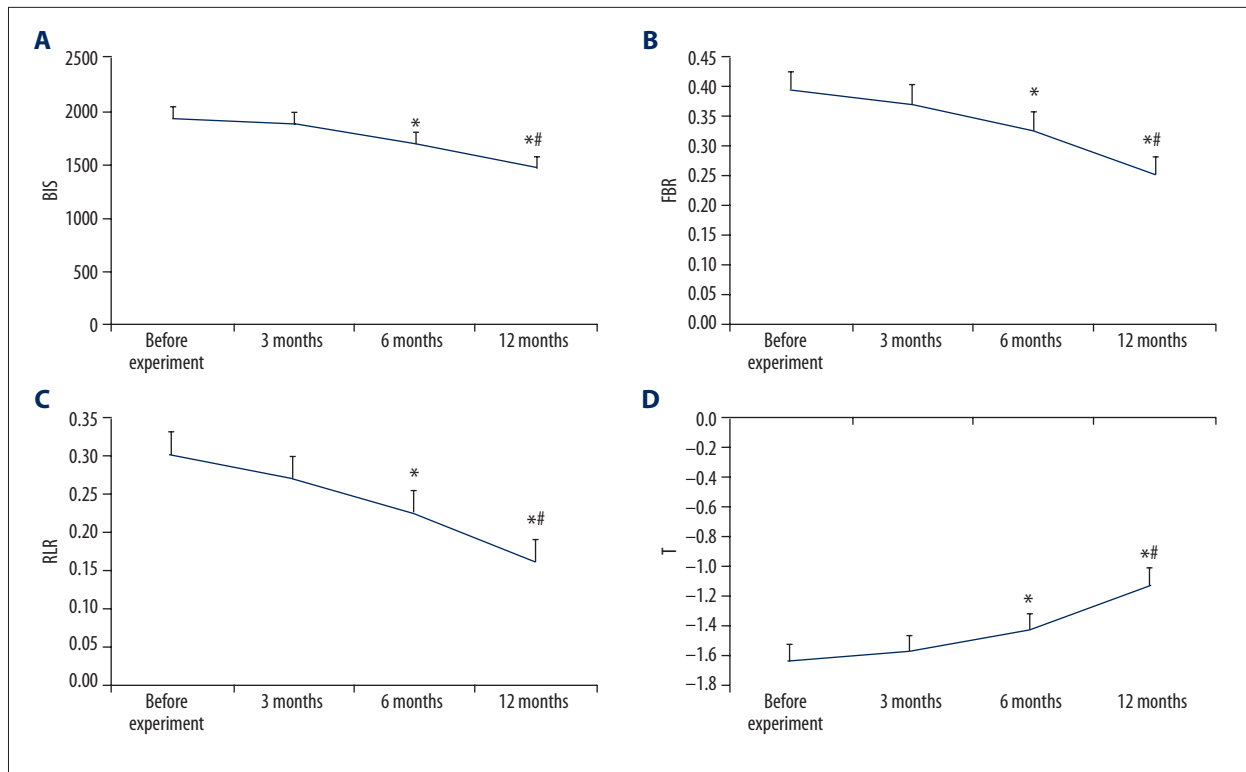 A
2500
2000
1500
1000
500
0
BIS
*
*#
Before
experiment
3 months
6 months
12 months
B
0.45
0.40
0.35
0.30
0.25
0.20
0.15
0.10
0.05
0.00
FBR
*
*#
Before
experiment
3 months
6 months
12 months
C
0.35
0.30
0.25
0.20
0.15
0.10
0.05
0.00
RLR
*
*#
Before
experiment
3 months
6 months
12 months
D
0.0
−0.2
−0.4
−0.6
−0.8
−1.0
−1.2
−1.4
−1.6
−1.8
T
*
*#
Before
experiment
3 months
6 months
12 months